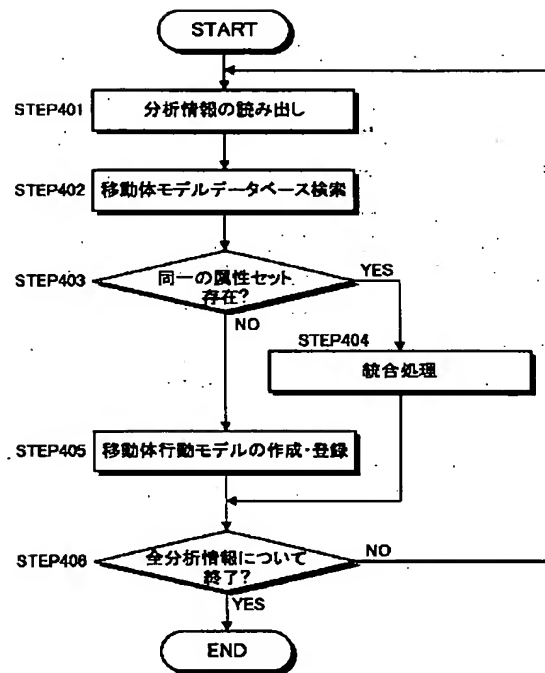 START
STEP401
分析情報の読み出し
STEP402
移動体モデルデータベース検索
STEP403
同一の属性セット
存在?
YES
NO
STEP404
統合処理
STEP405
移動体行動モデルの作成・登録
STEP406
全分析情報について
終了?
NO
YES
END